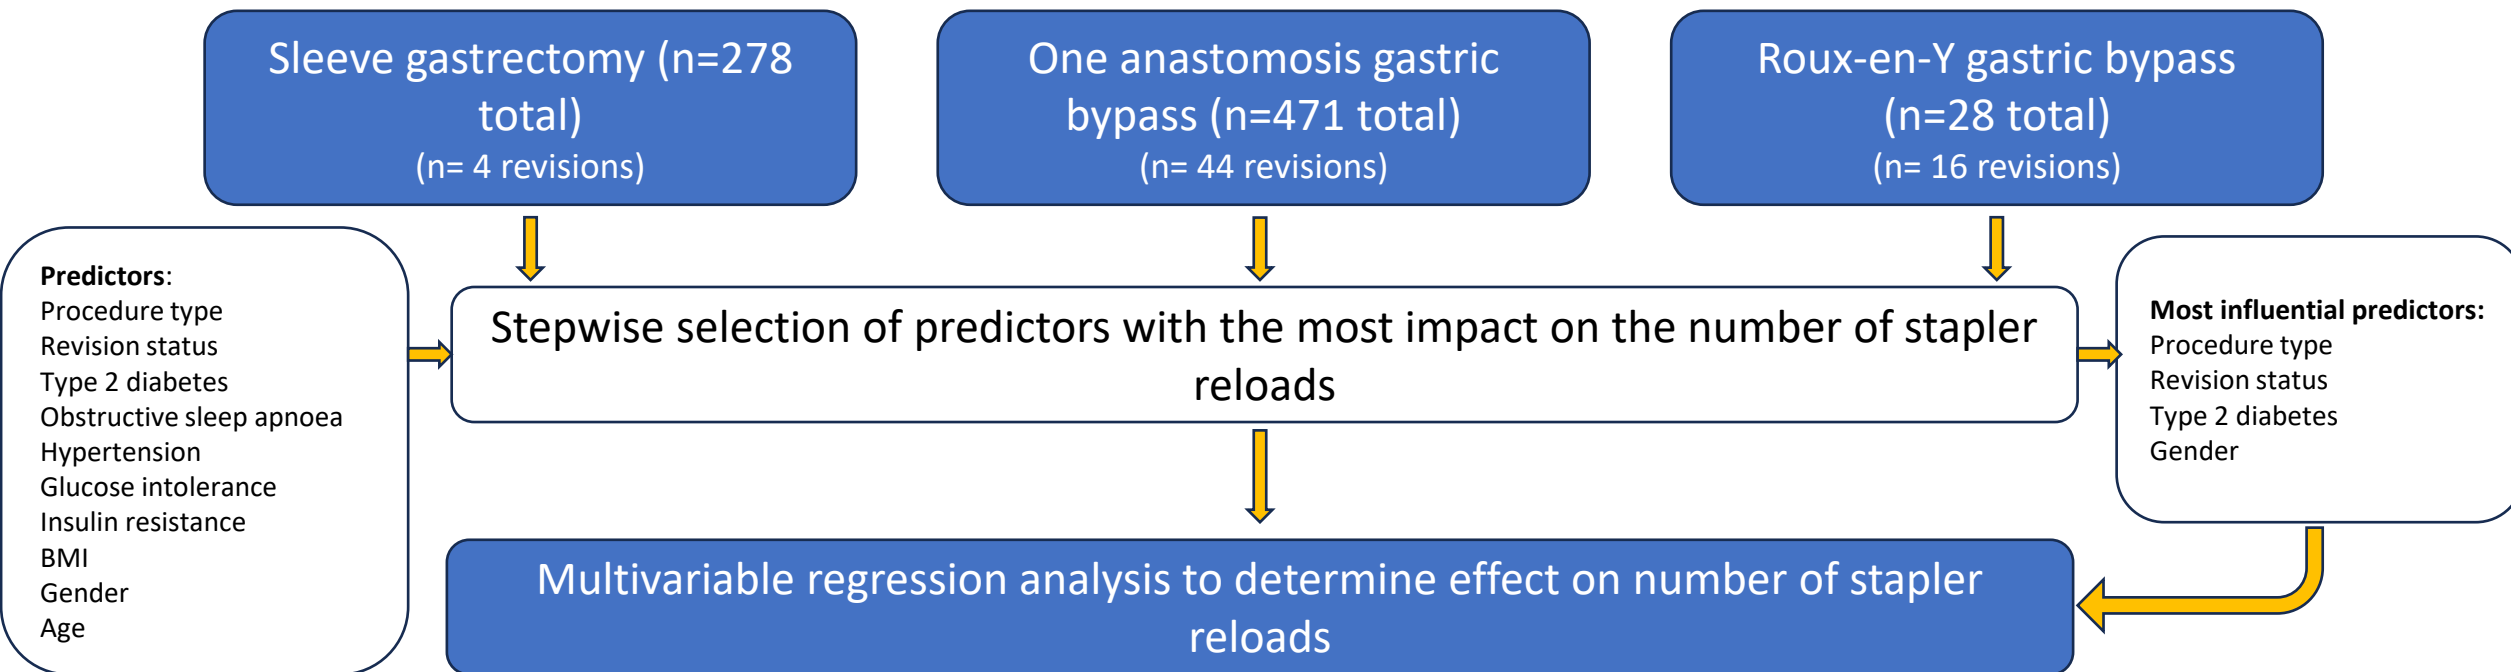 Sleeve gastrectomy (n=278
total)
(n= 4 revisions)
One anastomosis gastric
bypass (n=471 total)
(n= 44 revisions)
Roux-en-Y gastric bypass
(n=28 total)
(n= 16 revisions)
Predictors:
Procedure type
Revision status
Type 2 diabetes
Obstructive sleep apnoea
Hypertension
Glucose intolerance
Insulin resistance
BMI
Gender
Age
Stepwise selection of predictors with the most impact on the number of stapler
reloads
Most influential predictors:
Procedure type
Revision status
Type 2 diabetes
Gender
Multivariable regression analysis to determine effect on number of stapler
reloads